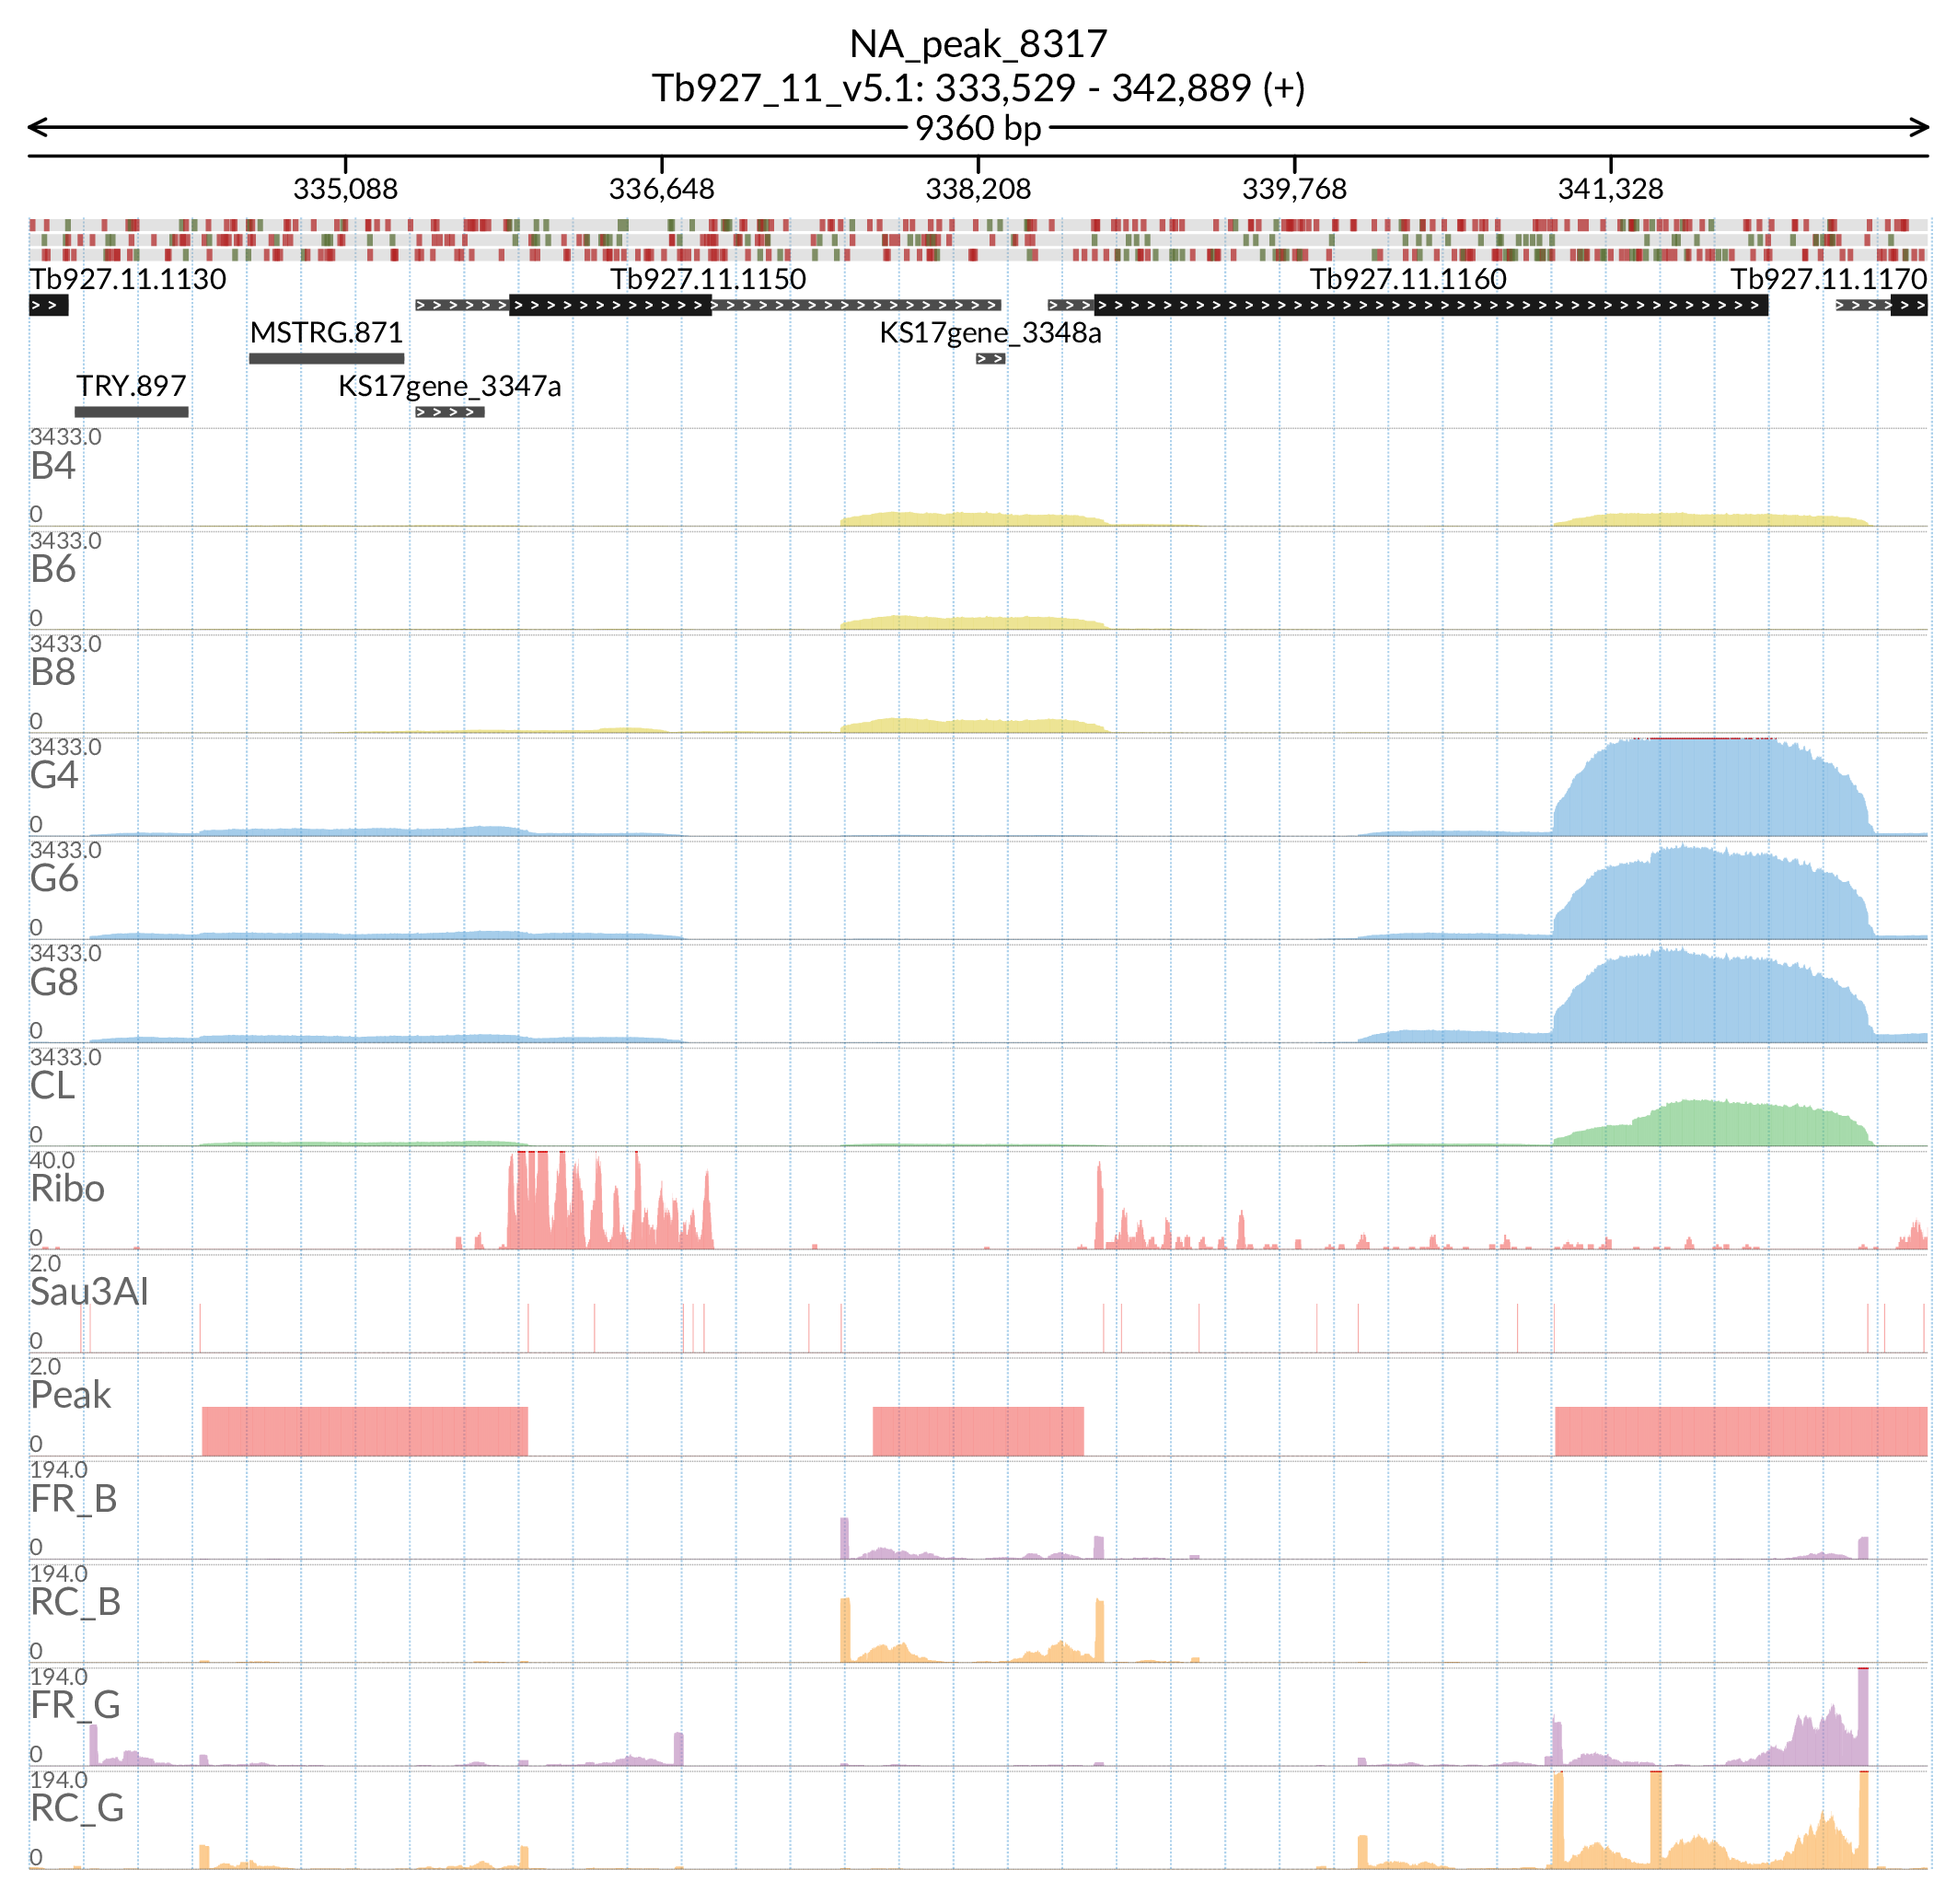 NA_peak_8317
Tb927_11_v5.1: 333,529 - 342,889 (+)
9360 bp
335,088 336,648 338,208 339,768 341,328
Tb927.11.1130 Tb927.11.1150 Tb927.11.1160 Tb927.11.1170
MSTRG.871 KS17gene_3348a
TRY.897 KS17gene_3347a
3433.0
B4
0
3433.0
B6
0
3433.0
B8
0
3433.0
G4
0
3433.0
G6
0
3433.0
G8
0
3433.0
CL
0
40.0
Ribo
0
2.0
Sau3AI
0
2.0
Peak
0
194.0
FR_B
0
194.0
RC_B
0
194.0
FR_G
0
194.0
RC_G
0